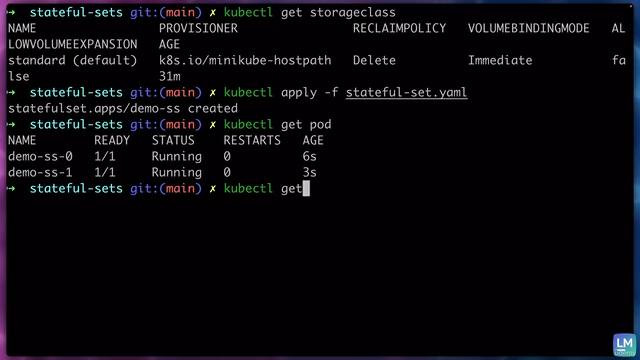 → stateful-sets git:(main) ✗ kubectl get storageclass
NAME PROVISIONER RECLAIMPOLICY VOLUMEBINDINGMODE AL
LOWVOLUMEEXPANSION AGE
standard (default) k8s.io/minikube-hostpath Delete Immediate fa
lse 31m
→ stateful-sets git:(main) ✗ kubectl apply -f stateful-set.yaml
statefulset.apps/demo-ss created
→ stateful-sets git:(main) ✗ kubectl get pod
NAME READY STATUS RESTARTS AGE
demo-ss-0 1/1 Running 0 6s
demo-ss-1 1/1 Running 0 3s
→ stateful-sets git:(main) ✗ kubectl get
LM